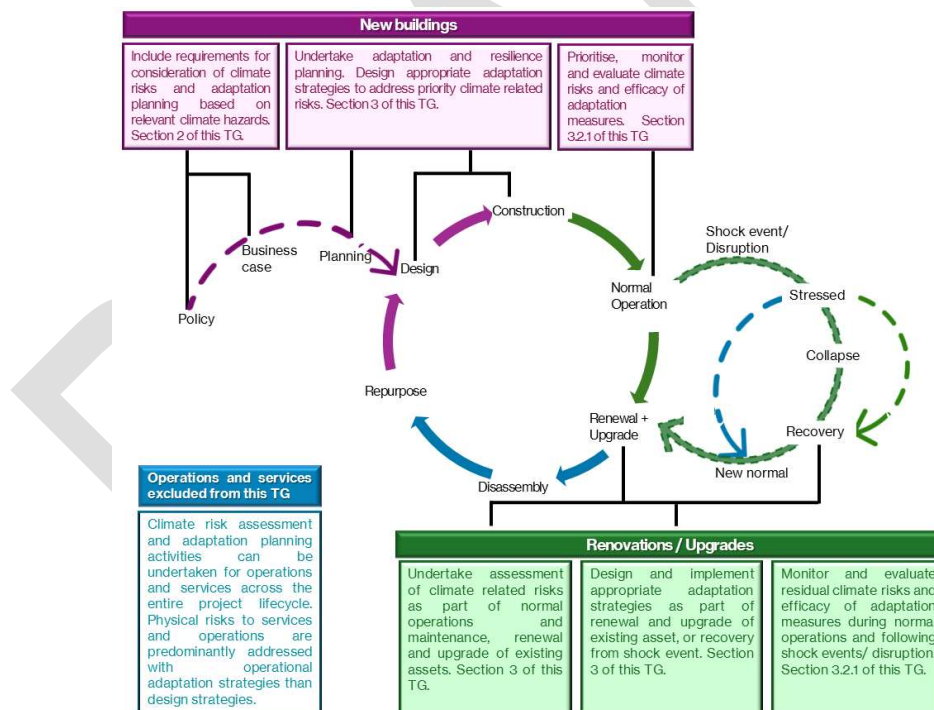 New buildings
Include requirements for
consideration of climate
risks and adaptation
planning based on
relevant climate hazards.
Section 2 of this TG.
Undertake adaptation and resilience
planning. Design appropriate adaptation
strategies to address priority climate related
risks. Section 3 of this TG.
Prioritise, monitor
and evaluate climate
risks and efficacy of
adaptation
measures. Section
3.2.1 of this TG
Construction
Shock event/
Disruption
Business
case
Planning
Design
Normal
Operation
Stressed
Policy
Collapse
Repurpose
Renewal +
Upgrade
Recovery
New normal
Disassembly
Operations and services
excluded from this TG
Climate risk assessment
and adaptation planning
activities can be
undertaken for operations
and services across the
entire project lifecycle.
Physical risks to services
and operations are
predominantly addressed
with operational
adaptation strategies than
design strategies.
Renovations / Upgrades
Undertake assessment
of climate related risks
as part of normal
operations and
maintenance, renewal
and upgrade of existing
assets. Section 3 of this
TG.
Design and implement
appropriate adaptation
strategies as part of
renewal and upgrade of
existing asset, or recovery
from shock event. Section
3 of this TG.
Monitor and evaluate
residual climate risks and
efficacy of adaptation
measures during normal
operations and following
shock events/ disruption.
Section 3.2.1 of this TG.